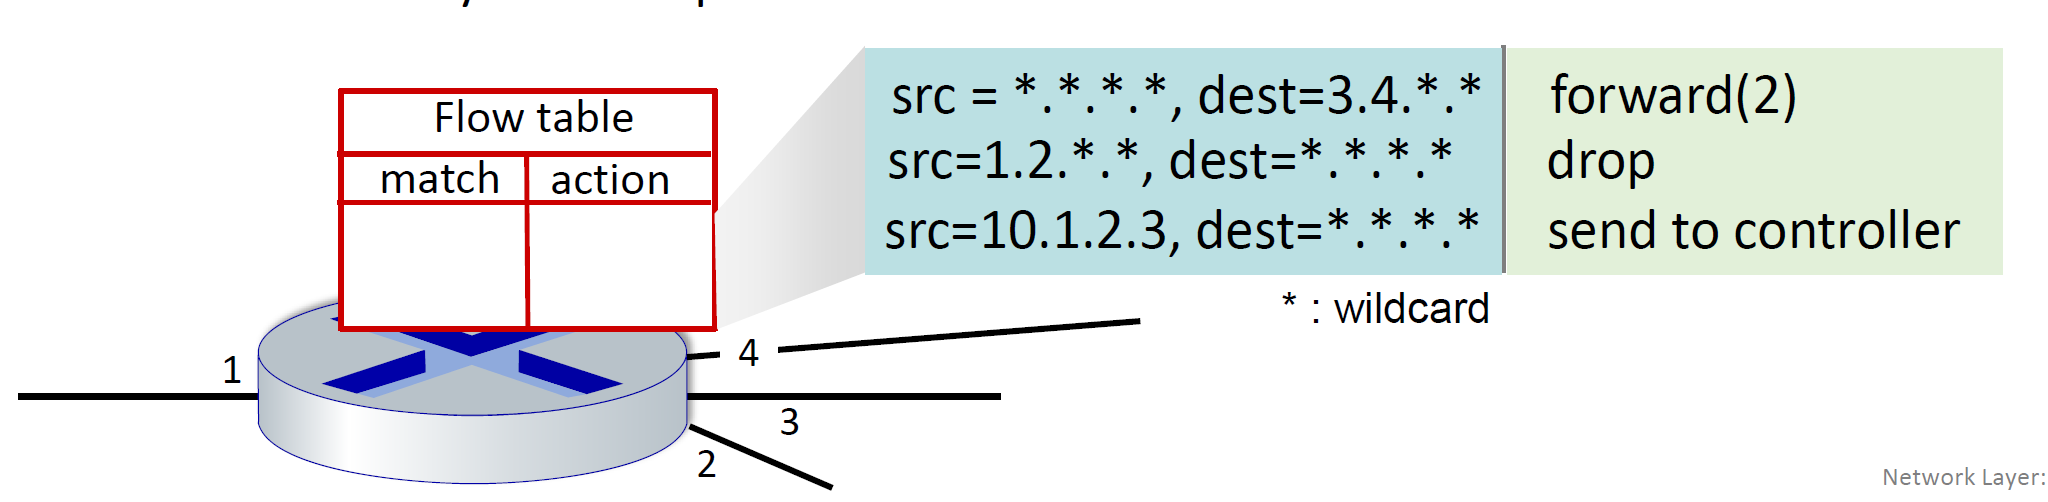 Flow table
match action
src = *.*.*.*, dest=3.4.*.* forward(2)
src=1.2.*.*, dest=*.*.*.* drop
src=10.1.2.3, dest=*.*.*.* send to controller
* : wildcard
1
4
3
2
Network Layer: